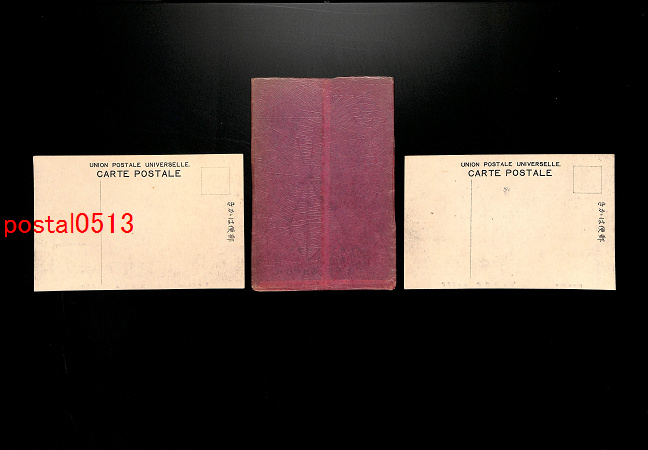 UNION POSTALE UNIVERSELLE.
CARTE POSTALE
きかは便郵
postal0513
UNION POSTALE UNIVERSELLE.
CARTE POSTALE
きかは便郵